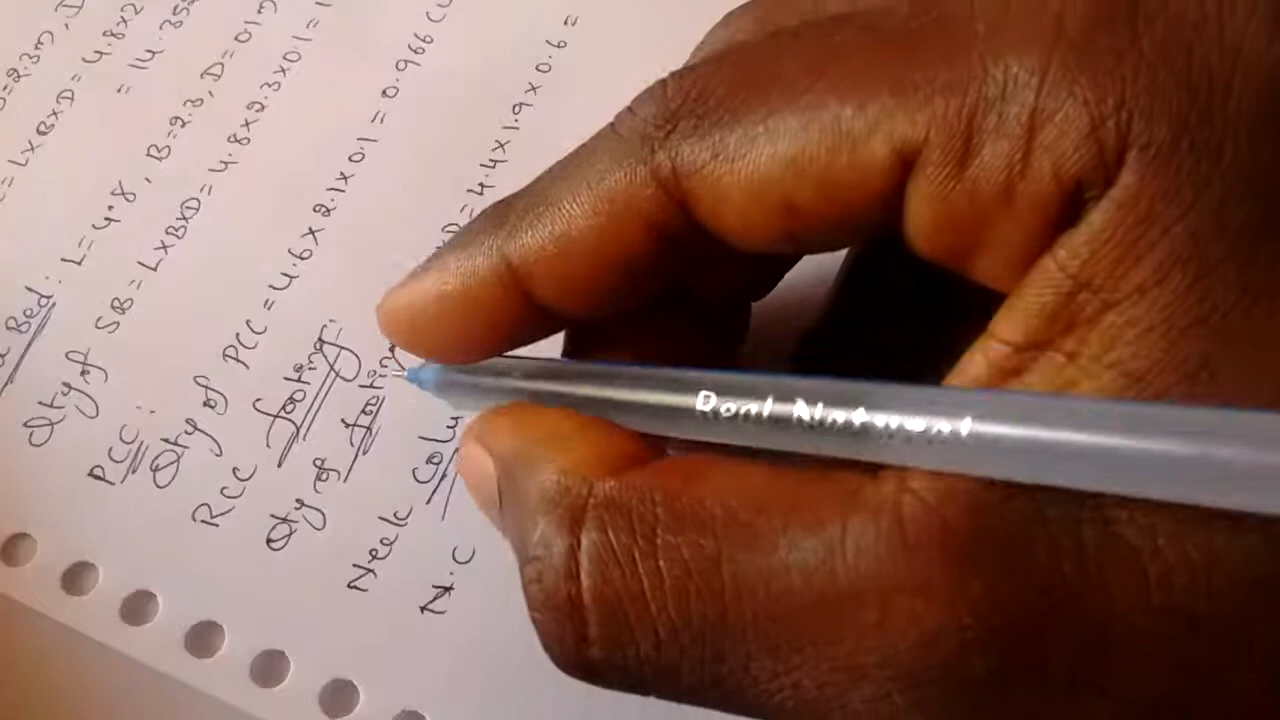 =2.3m, D
= L×B×D = 4.8×2
= 14.35
Bed: L = 4.8, B=2.3, D=0.1m
Qty of SB = L×B×D = 4.8×2.3×0.1 = 1
PCC:
Qty of PCC = 4.6×2.1×0.1 = 0.966 Cu
RCC footing:
Qty of footing ×D = 4.4×1.9×0.6 =
Neck Colu
N.C